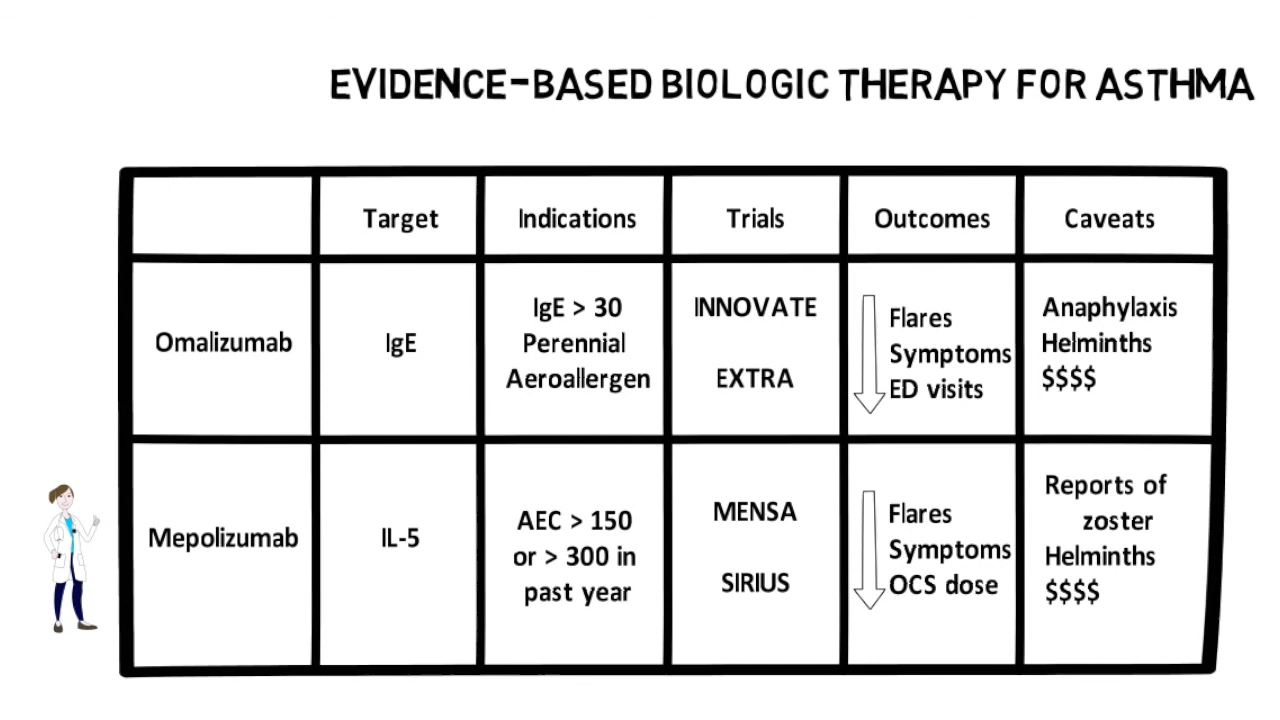 EVIDENCE-BASED BIOLOGIC THERAPY FOR ASTHMA
Target
Indications
Trials
Outcomes
Caveats
Omalizumab
IgE
IgE > 30
Perennial
Aeroallergen
INNOVATE
EXTRA
Flares
Symptoms
ED visits
Anaphylaxis
Helminths
$$$$
Mepolizumab
IL-5
AEC > 150
or > 300 in
past year
MENSA
SIRIUS
Flares
Symptoms
OCS dose
Reports of
zoster
Helminths
$$$$